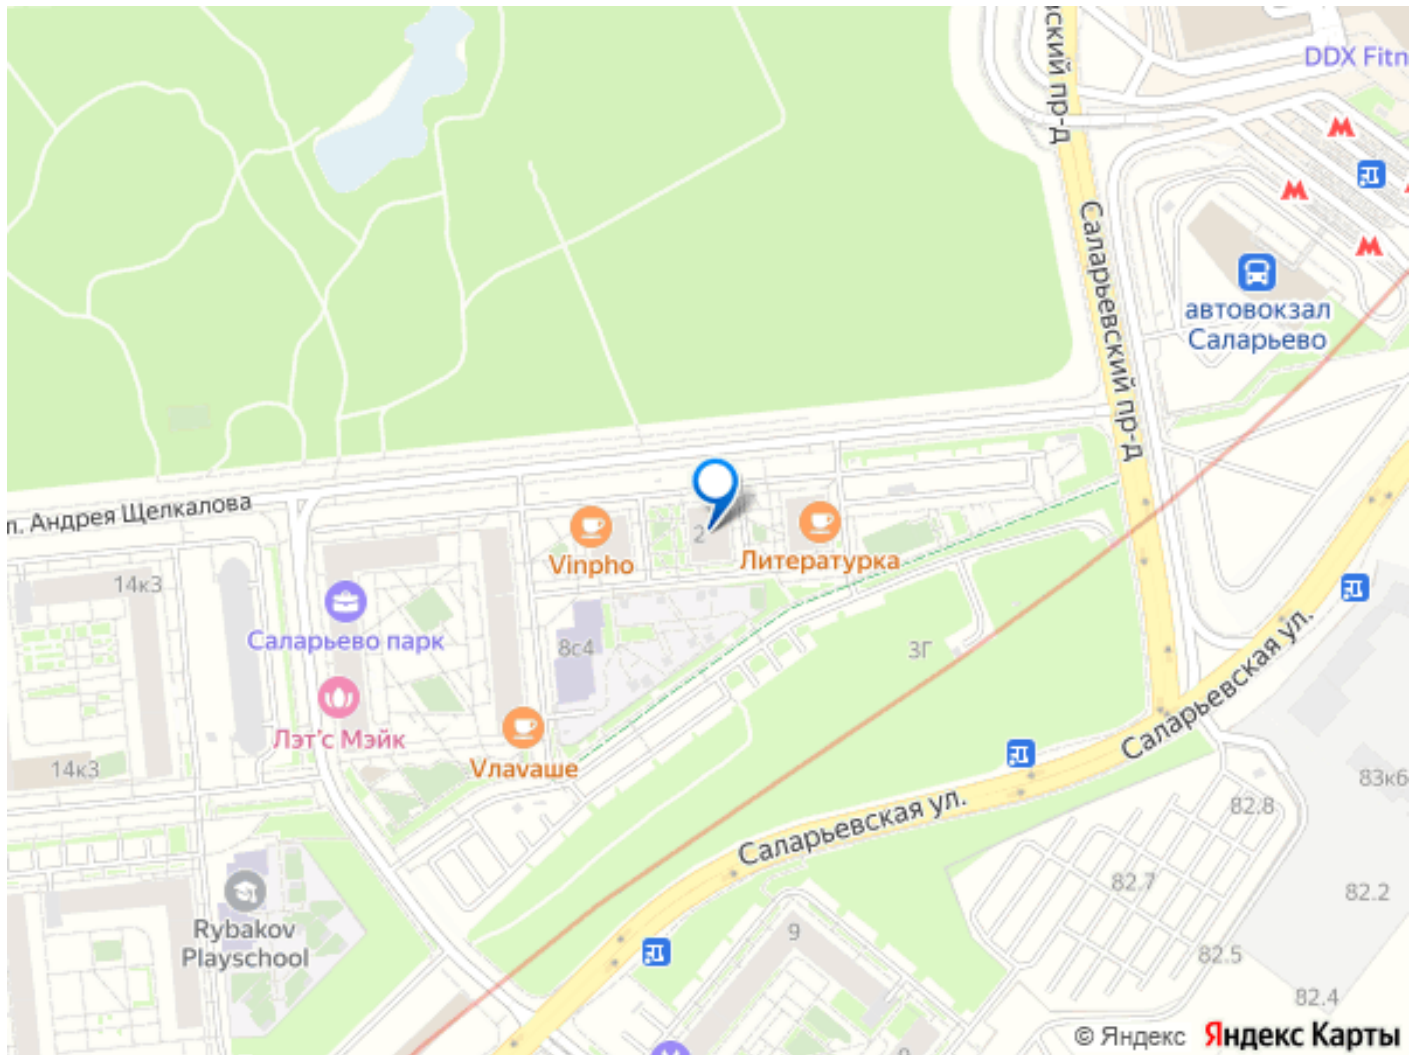 ский пр-д
DDX Fitn
Саларьевский пр-д
автовокзал
Саларьево
л. Андрея Щелкалова
14к3
Vinpho
2
Литературка
Саларьево парк
8с4
3Г
Лэт'с Мэйк
Vлаvаше
14к3
Саларьевская ул.
Саларьевская ул.
83к6
82.8
82.7
82.2
Rybakov
Playschool
9
82.5
82.4
© Яндекс Яндекс Карты